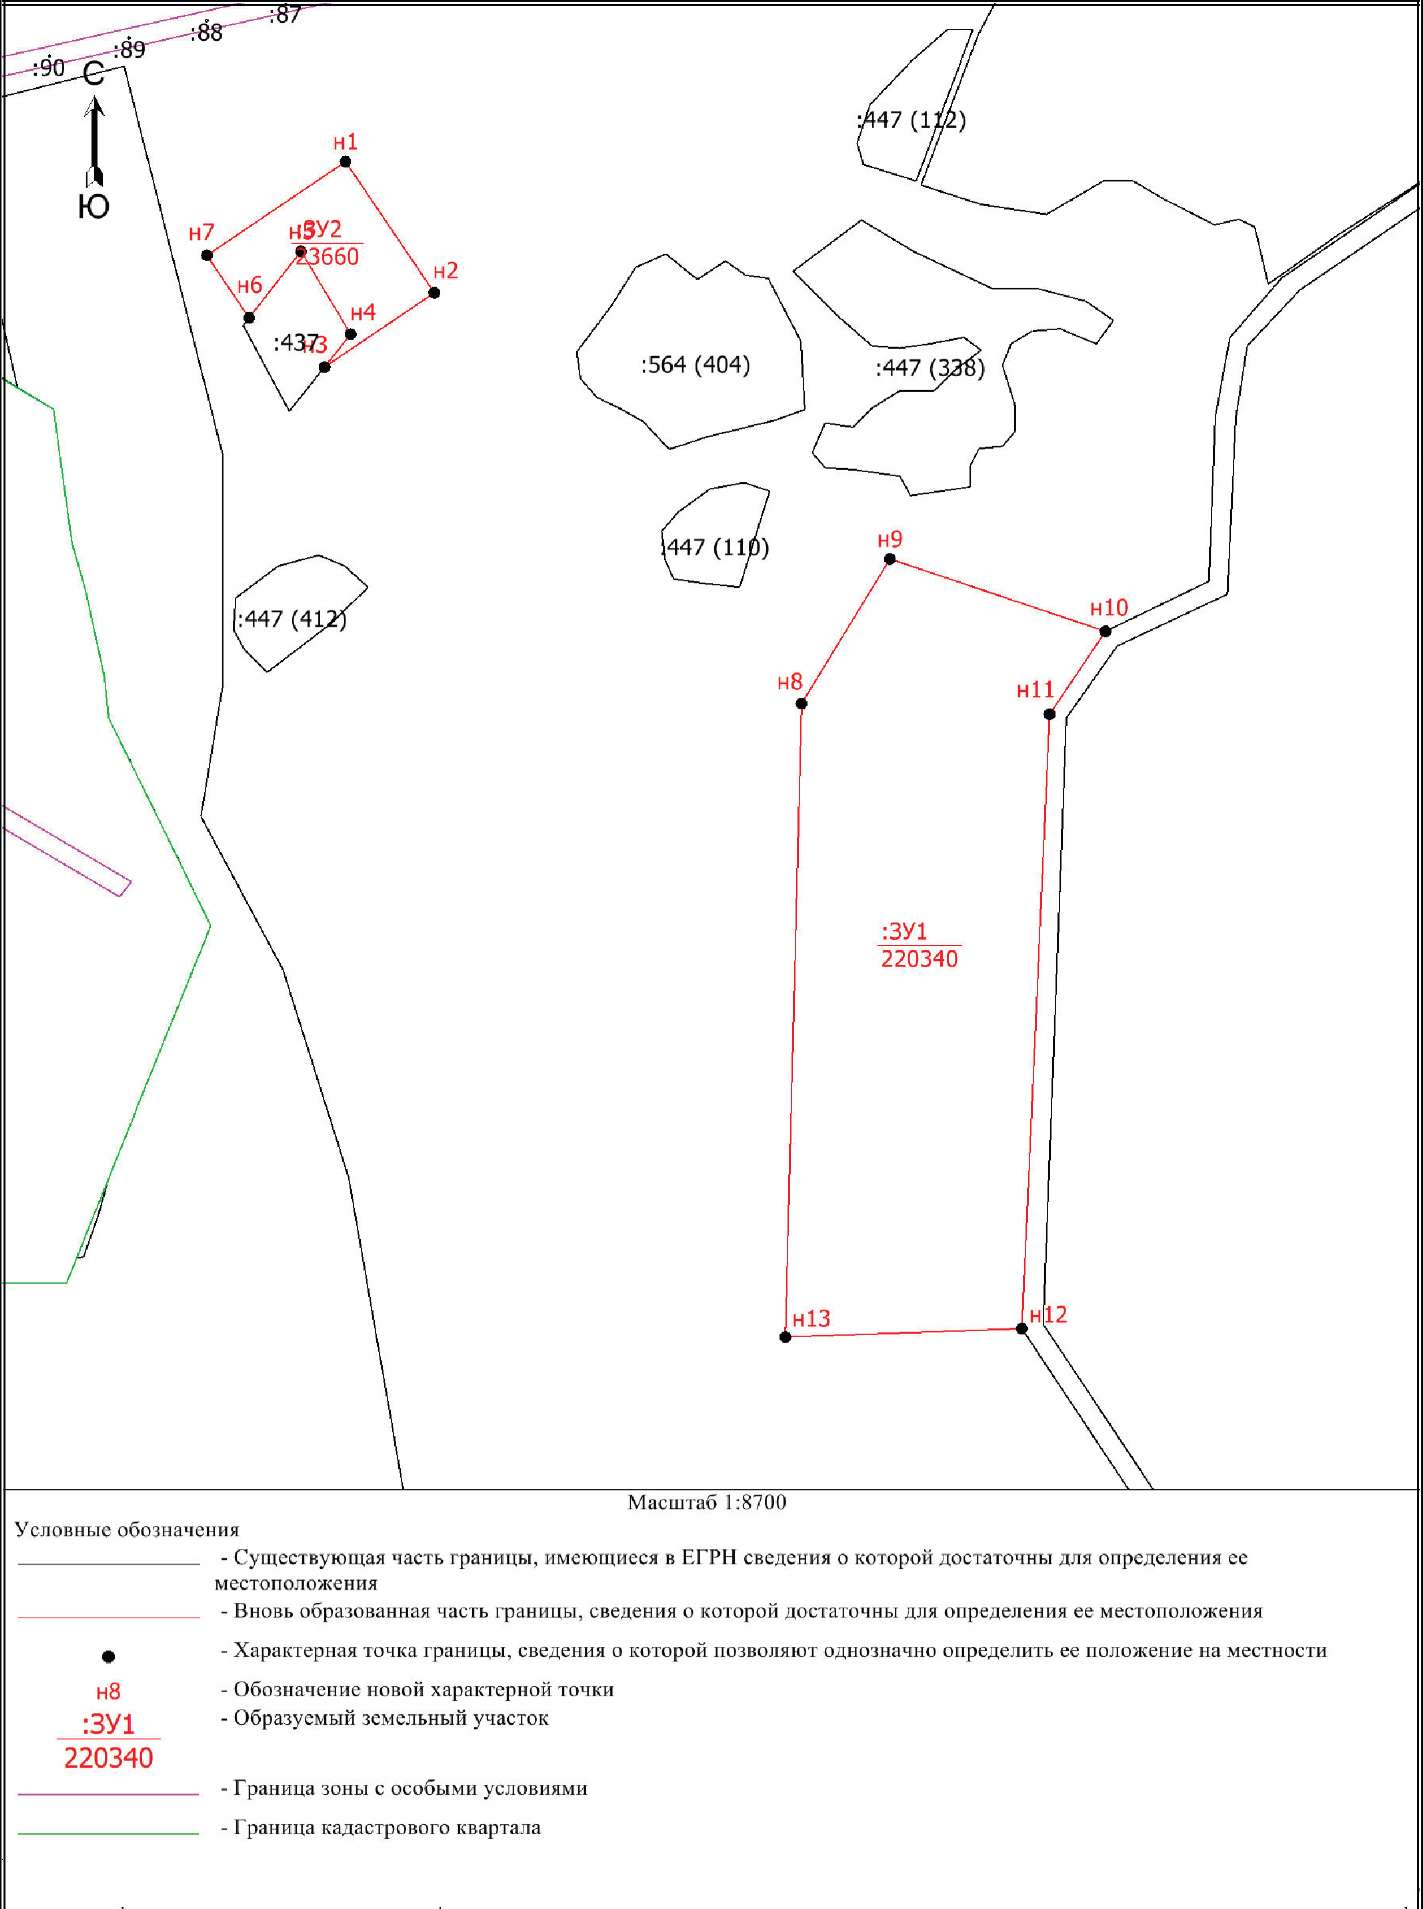 :87
:88
:89
:90
С
Ю
:447 (112)
н1
н7
н5
:ЗУ2
23660
н6
н2
н4
:437
н3
:564 (404)
:447 (338)
:447 (110)
н9
:447 (412)
н10
н8
н11
:ЗУ1
220340
н13
н12
Масштаб 1:8700
Условные обозначения
- Существующая часть границы, имеющиеся в ЕГРН сведения о которой достаточны для определения ее
местоположения
- Вновь образованная часть границы, сведения о которой достаточны для определения ее местоположения
- Характерная точка границы, сведения о которой позволяют однозначно определить ее положение на местности
н8
- Обозначение новой характерной точки
:ЗУ1
220340
- Образуемый земельный участок
- Граница зоны с особыми условиями
- Граница кадастрового квартала